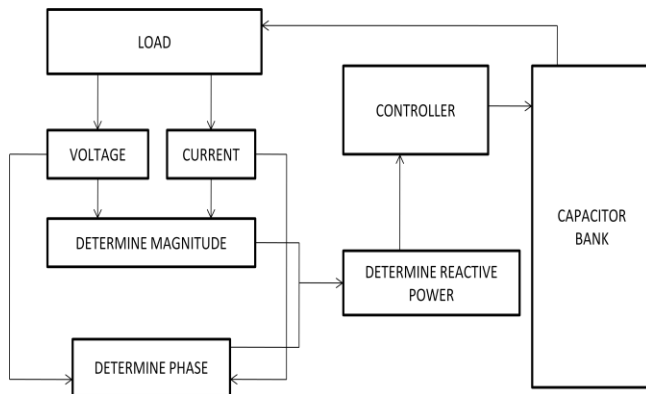 LOAD
CONTROLLER
VOLTAGE
CURRENT
CAPACITOR
BANK
DETERMINE MAGNITUDE
DETERMINE REACTIVE
POWER
DETERMINE PHASE